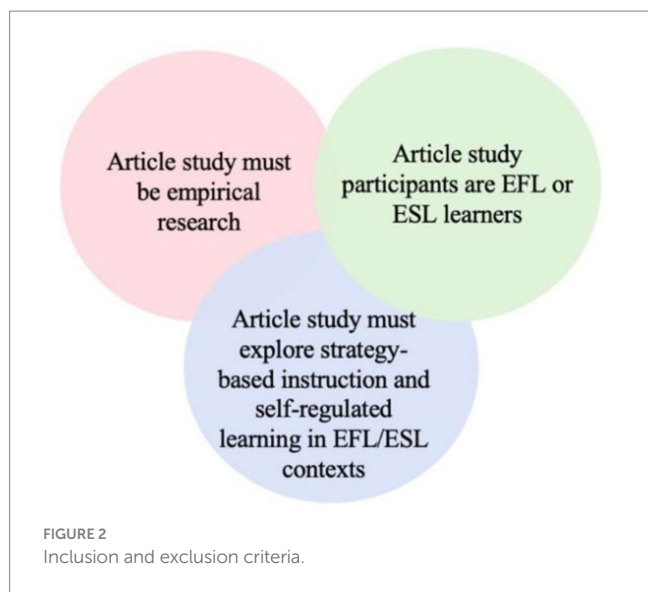 Article study must
be empirical
research
Article study
participants are EFL or
ESL learners
Article study must
explore strategy-
based instruction and
self-regulated
learning in EFL/ESL
contexts
FIGURE 2
Inclusion and exclusion criteria.